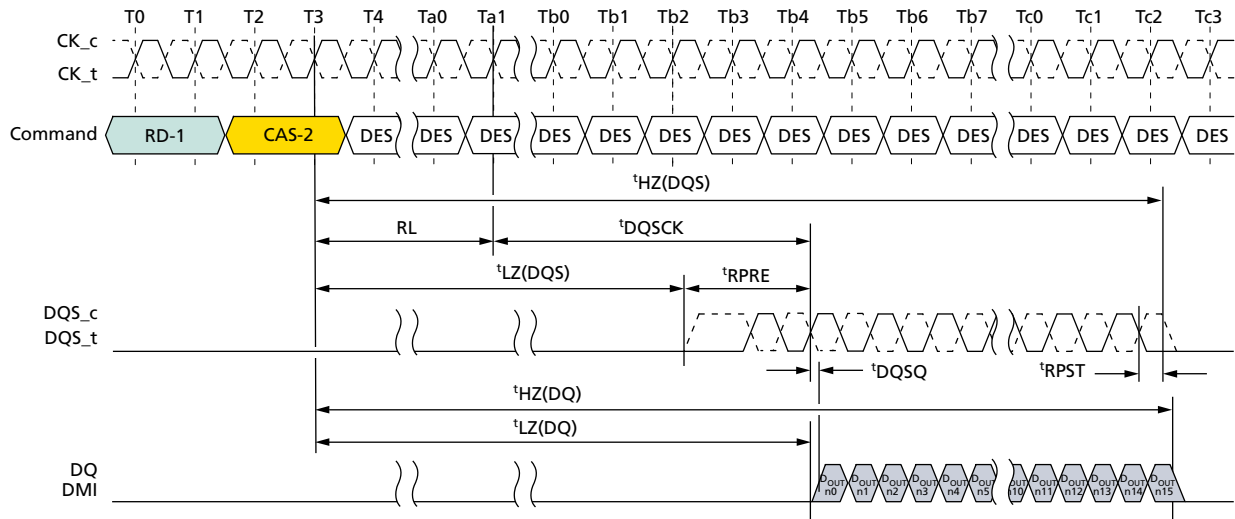 T0 T1 T2 T3 T4 Ta0 Ta1 Tb0 Tb1 Tb2 Tb3 Tb4 Tb5 Tb6 Tb7 Tc0 Tc1 Tc2 Tc3
CK_c
CK_t
Command RD-1 CAS-2 DES DES DES DES DES DES DES DES DES DES DES DES DES DES DES
tHZ(DQS)
RL tDQSCK
tLZ(DQS) tRPRE
DQS_c
DQS_t
tDQSQ tRPST
tHZ(DQ)
tLZ(DQ)
DQ
DMI
DOUT DOUT DOUT DOUT DOUT DOUT DOUT DOUT DOUT DOUT DOUT DOUT
n0 n1 n2 n3 n4 n5 n10 n11 n12 n13 n14 n15